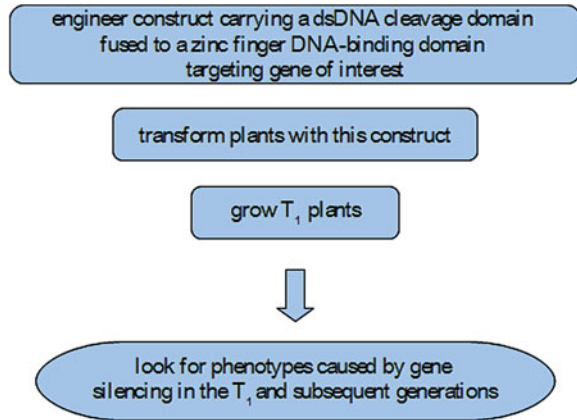 engineer construct carrying a dsDNA cleavage domain
fused to a zinc finger DNA-binding domain
targeting gene of interest
transform plants with this construct
grow T₁ plants
look for phenotypes caused by gene
silencing in the T₁ and subsequent generations